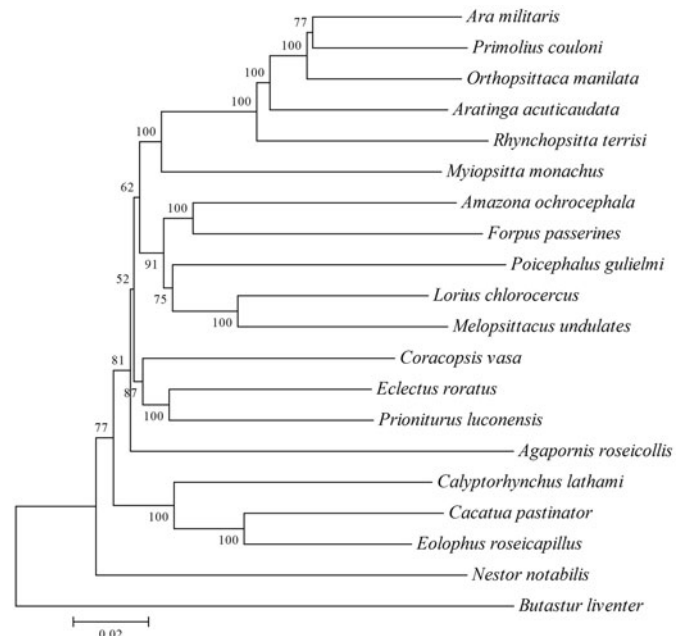 Ara militaris
77
Primolius couloni
100
Orthopsittaca manilata
100
Aratinga acuticaudata
100
Rhynchopsitta terrisi
100
Myiopsitta monachus
62
Amazona ochrocephala
100
Forpus passerines
91
Poicephalus gulielmi
75
Lorius chlorocercus
100
Melopsittacus undulates
52
Coracopsis vasa
81
87
Eclectus roratus
100
Prioniturus luconensis
77
Agapornis roseicollis
Calyptorhynchus lathami
100
Cacatua pastinator
100
Eolophus roseicapillus
Nestor notabilis
Butastur liventer
0.02